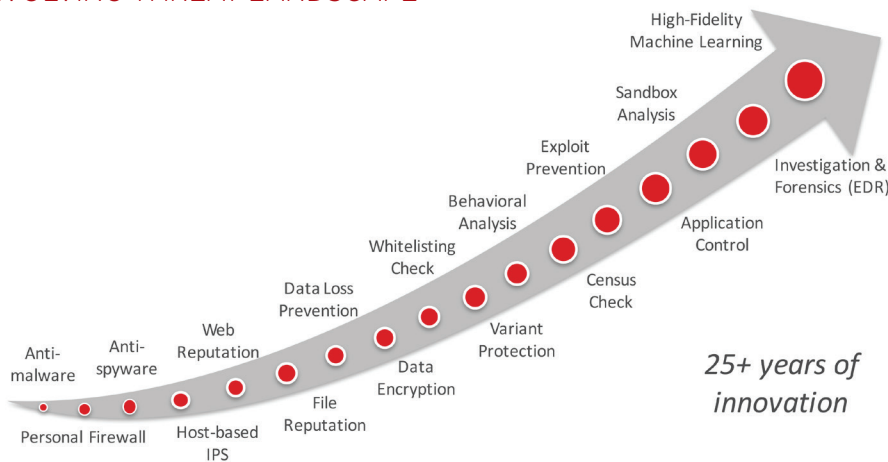 THREAT LANDSCAPE
High-Fidelity
Machine Learning
Sandbox
Analysis
Exploit
Prevention
Investigation &
Forensics (EDR)
Behavioral
Analysis
Application
Control
Whitelisting
Check
Census
Check
Data Loss
Prevention
Variant
Protection
Web
Reputation
Data
Encryption
Anti-
spyware
Anti-
malware
File
Reputation
Host-based
IPS
Personal Firewall
25+ years of
innovation